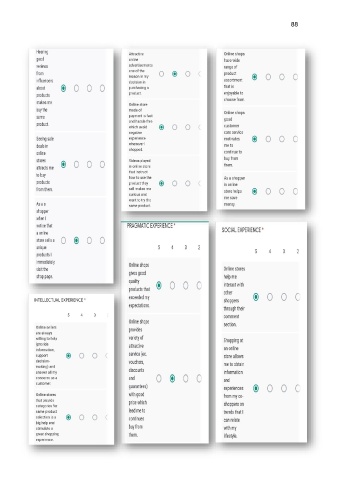 88
Hearing
good
reviews
from
influencers
about
products
makes me
buy the
same
product.
Seeing sale
deals in
online
stores
attracts me
to buy
products
from them.
As a
shopper
when I
notice that
a online
store sells a
unique
products I
immediately
visit the
shop page.
INTELLECTUAL EXPERIENCE *
5 4 3
Online sellers
are always
willing to help
(provide
information,
support
decision-
making) and
answer all my
concerns as a
customer.
Online stores
that provide
categories for
same product
selection is a
big help and
stimulate a
great shopping
experience.
Attractive
online
advertisements
is one of the
reason in my
decision in
purchasing a
product.
Online store
mode of
payment is fast
and hassle-free
which avoid
negative
experience
whenever I
shopped.
Videos shared
in online store
that instruct
how to use the
product they
sell makes me
curious and
want to try the
same product.
PRAGMATIC EXPERIENCE *
5 4 3 2
Online shops
gives good
quality
products that
exceeded my
expectations.
Online shops
provides
variety of
attractive
service (ex.
vouchers,
discounts
and
guarantees)
with good
price which
lead me to
continues
buy from
them.
Online shops
have wide
range of
product
assortment
that is
enjoyable to
choose from.
Online shops
good
customer
care service
motivates
me to
continue to
buy from
them.
As a shopper
in online
store helps
me save
money.
SOCIAL EXPERIENCE *
5 4 3 2
Online stores
help me
interact with
other
shoppers
through their
comment
section.
Shopping at
an online
store allows
me to obtain
information
and
experiences
from my co-
shoppers on
trends that I
can relate
with my
lifestyle.